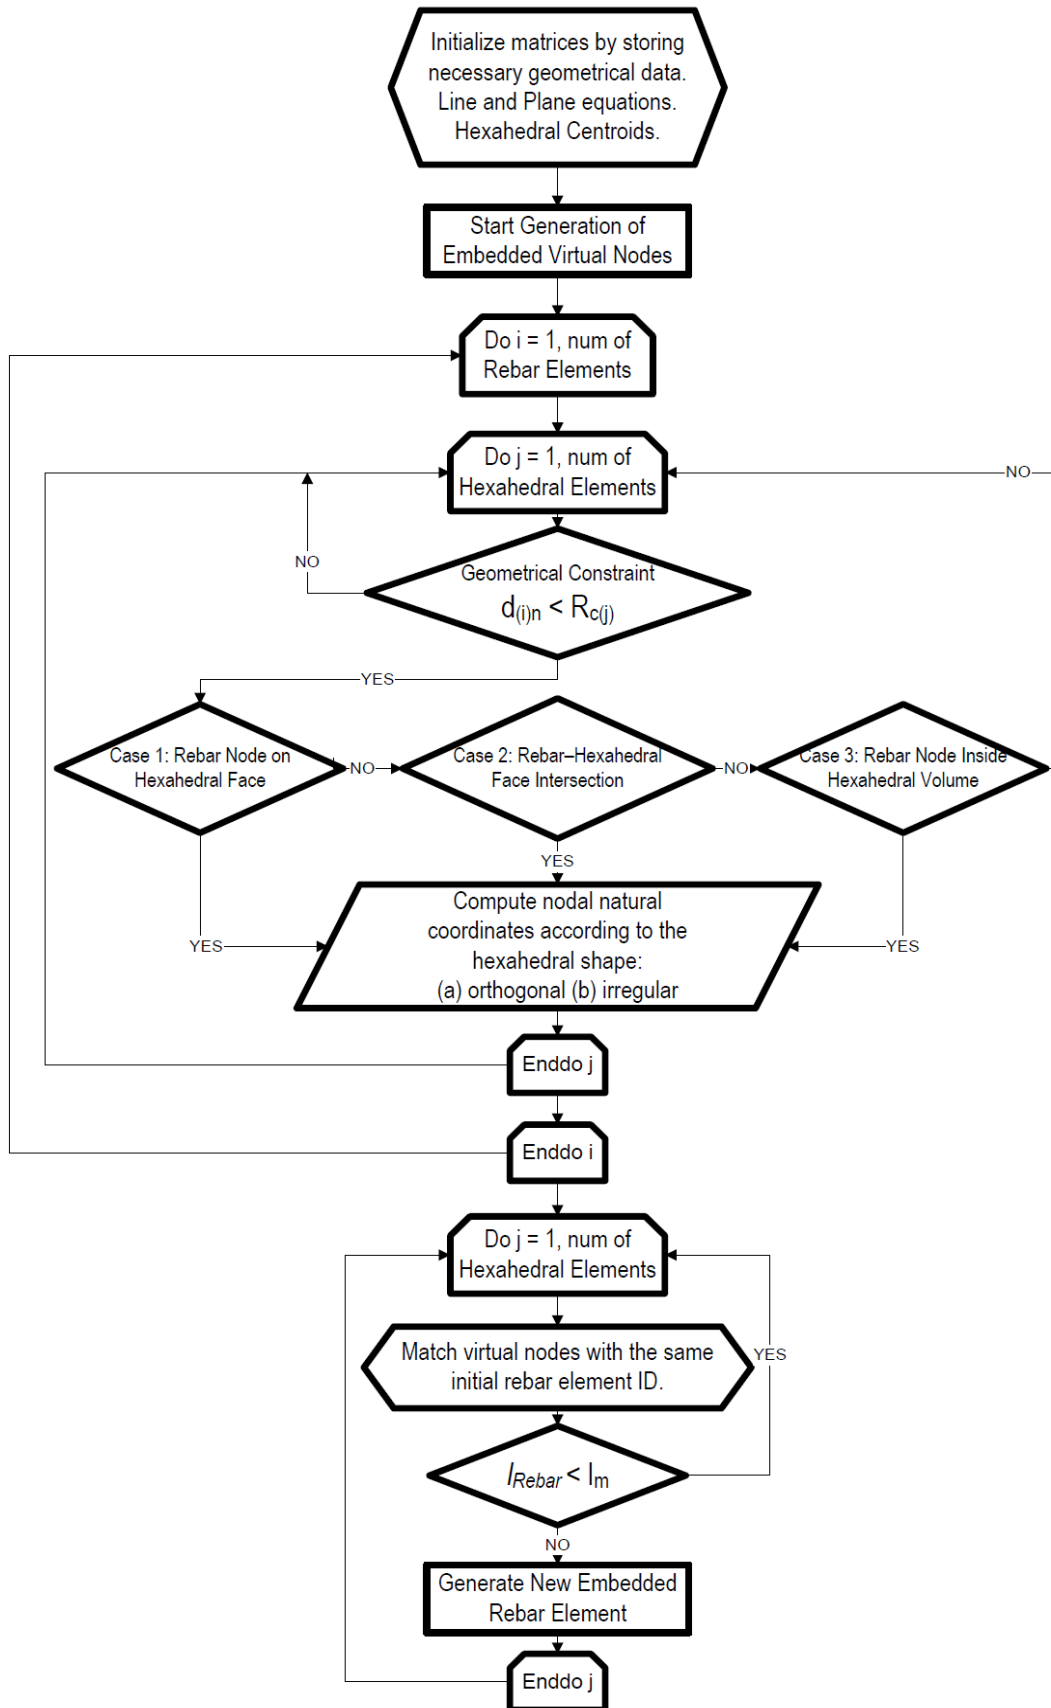 Initialize matrices by storing
necessary geometrical data.
Line and Plane equations.
Hexahedral Centroids.
Start Generation of
Embedded Virtual Nodes
Do i = 1, num of
Rebar Elements
Do j = 1, num of
Hexahedral Elements
NO
NO
Geometrical Constraint
d(i)n < Rc(j)
YES
Case 1: Rebar Node on
Hexahedral Face
NO
Case 2: Rebar–Hexahedral
Face Intersection
NO
Case 3: Rebar Node Inside
Hexahedral Volume
YES
YES
YES
Compute nodal natural
coordinates according to the
hexahedral shape:
(a) orthogonal (b) irregular
Enddo j
Enddo i
Do j = 1, num of
Hexahedral Elements
Match virtual nodes with the same
initial rebar element ID.
YES
lRebar < lm
NO
Generate New Embedded
Rebar Element
Enddo j